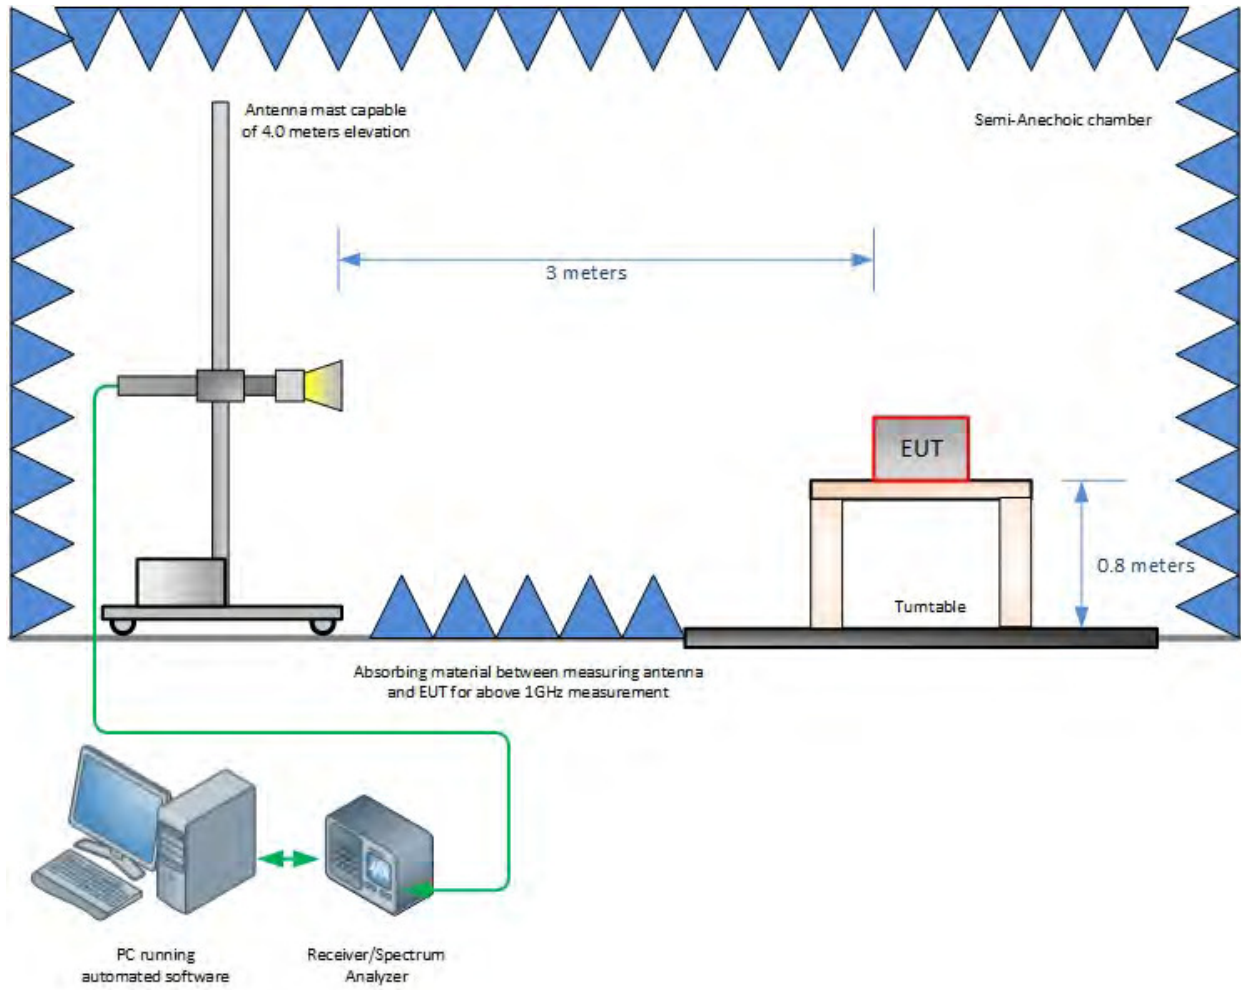 Antenna mast capable
of 4.0 meters elevation
Semi-Anechoic chamber
3 meters
EUT
0.8 meters
Turntable
Absorbing material between measuring antenna
and EUT for above 1GHz measurement
PC running
automated software
Receiver/Spectrum
Analyzer